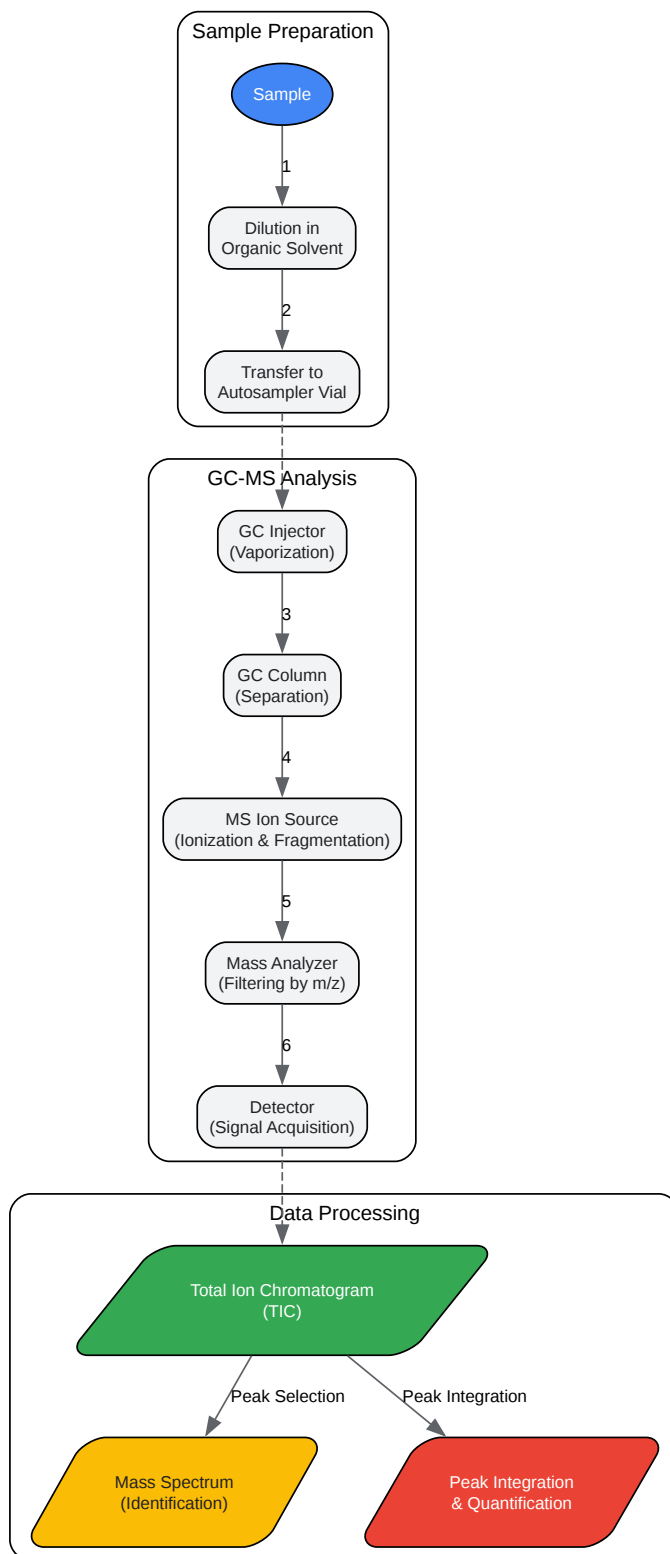 Sample Preparation
Sample
1
Dilution in
Organic Solvent
2
Transfer to
Autosampler Vial
GC-MS Analysis
GC Injector
(Vaporization)
3
GC Column
(Separation)
4
MS Ion Source
(Ionization & Fragmentation)
5
Mass Analyzer
(Filtering by m/z)
6
Detector
(Signal Acquisition)
Data Processing
Total Ion Chromatogram
(TIC)
Peak Selection
Peak Integration
Mass Spectrum
(Identification)
Peak Integration
& Quantification